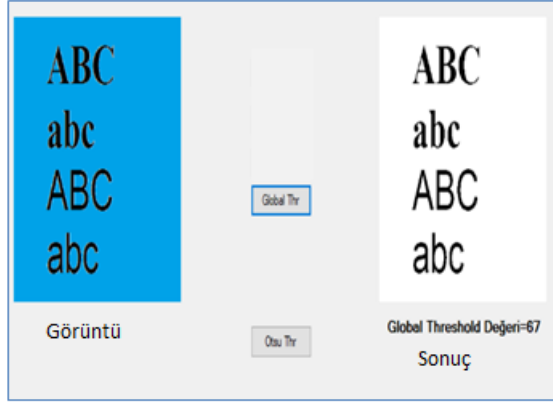 ABC
abc
ABC
abc
Görüntü
Global Thr
Otsu Thr
ABC
abc
ABC
abc
Global Threshold Değeri=67
Sonuç